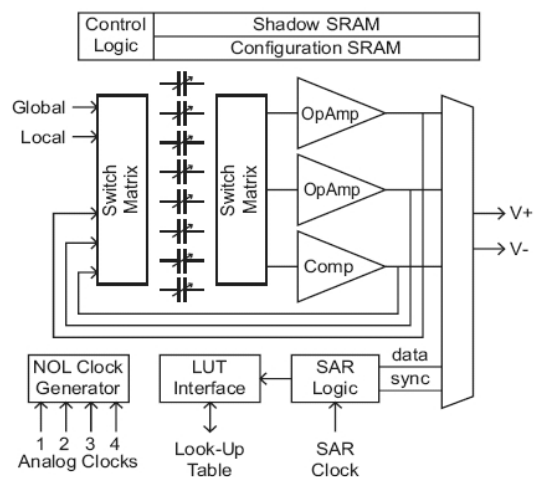 Control
Logic
Shadow SRAM
Configuration SRAM
Global
Local
Switch
Matrix
Switch
Matrix
OpAmp
OpAmp
Comp
V+
V-
NOL Clock
Generator
LUT
Interface
SAR
Logic
data
sync
1 2 3 4
Analog Clocks
Look-Up
Table
SAR
Clock